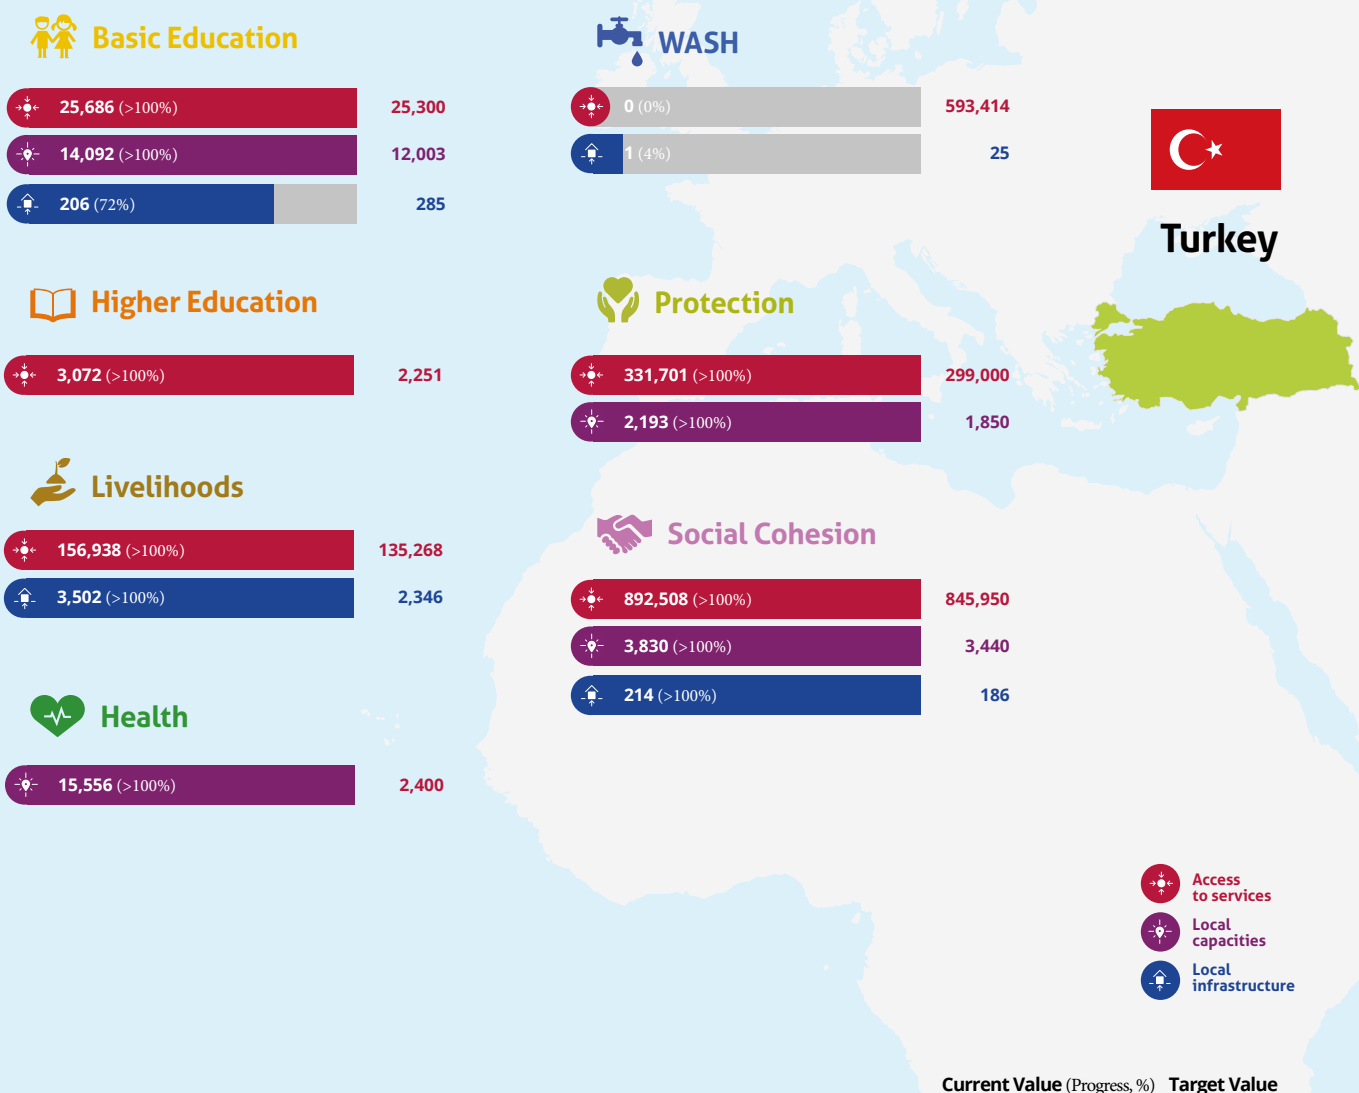 Basic Education
25,686 (>100%) 25,300
14,092 (>100%) 12,003
206 (72%) 285
Higher Education
3,072 (>100%) 2,251
Livelihoods
156,938 (>100%) 135,268
3,502 (>100%) 2,346
Health
15,556 (>100%) 2,400
WASH
0 (0%) 593,414
1 (4%) 25
Protection
331,701 (>100%) 299,000
2,193 (>100%) 1,850
Social Cohesion
892,508 (>100%) 845,950
3,830 (>100%) 3,440
214 (>100%) 186
Turkey
Access
to services
Local
capacities
Local
infrastructure
Current Value (Progress, %) Target Value